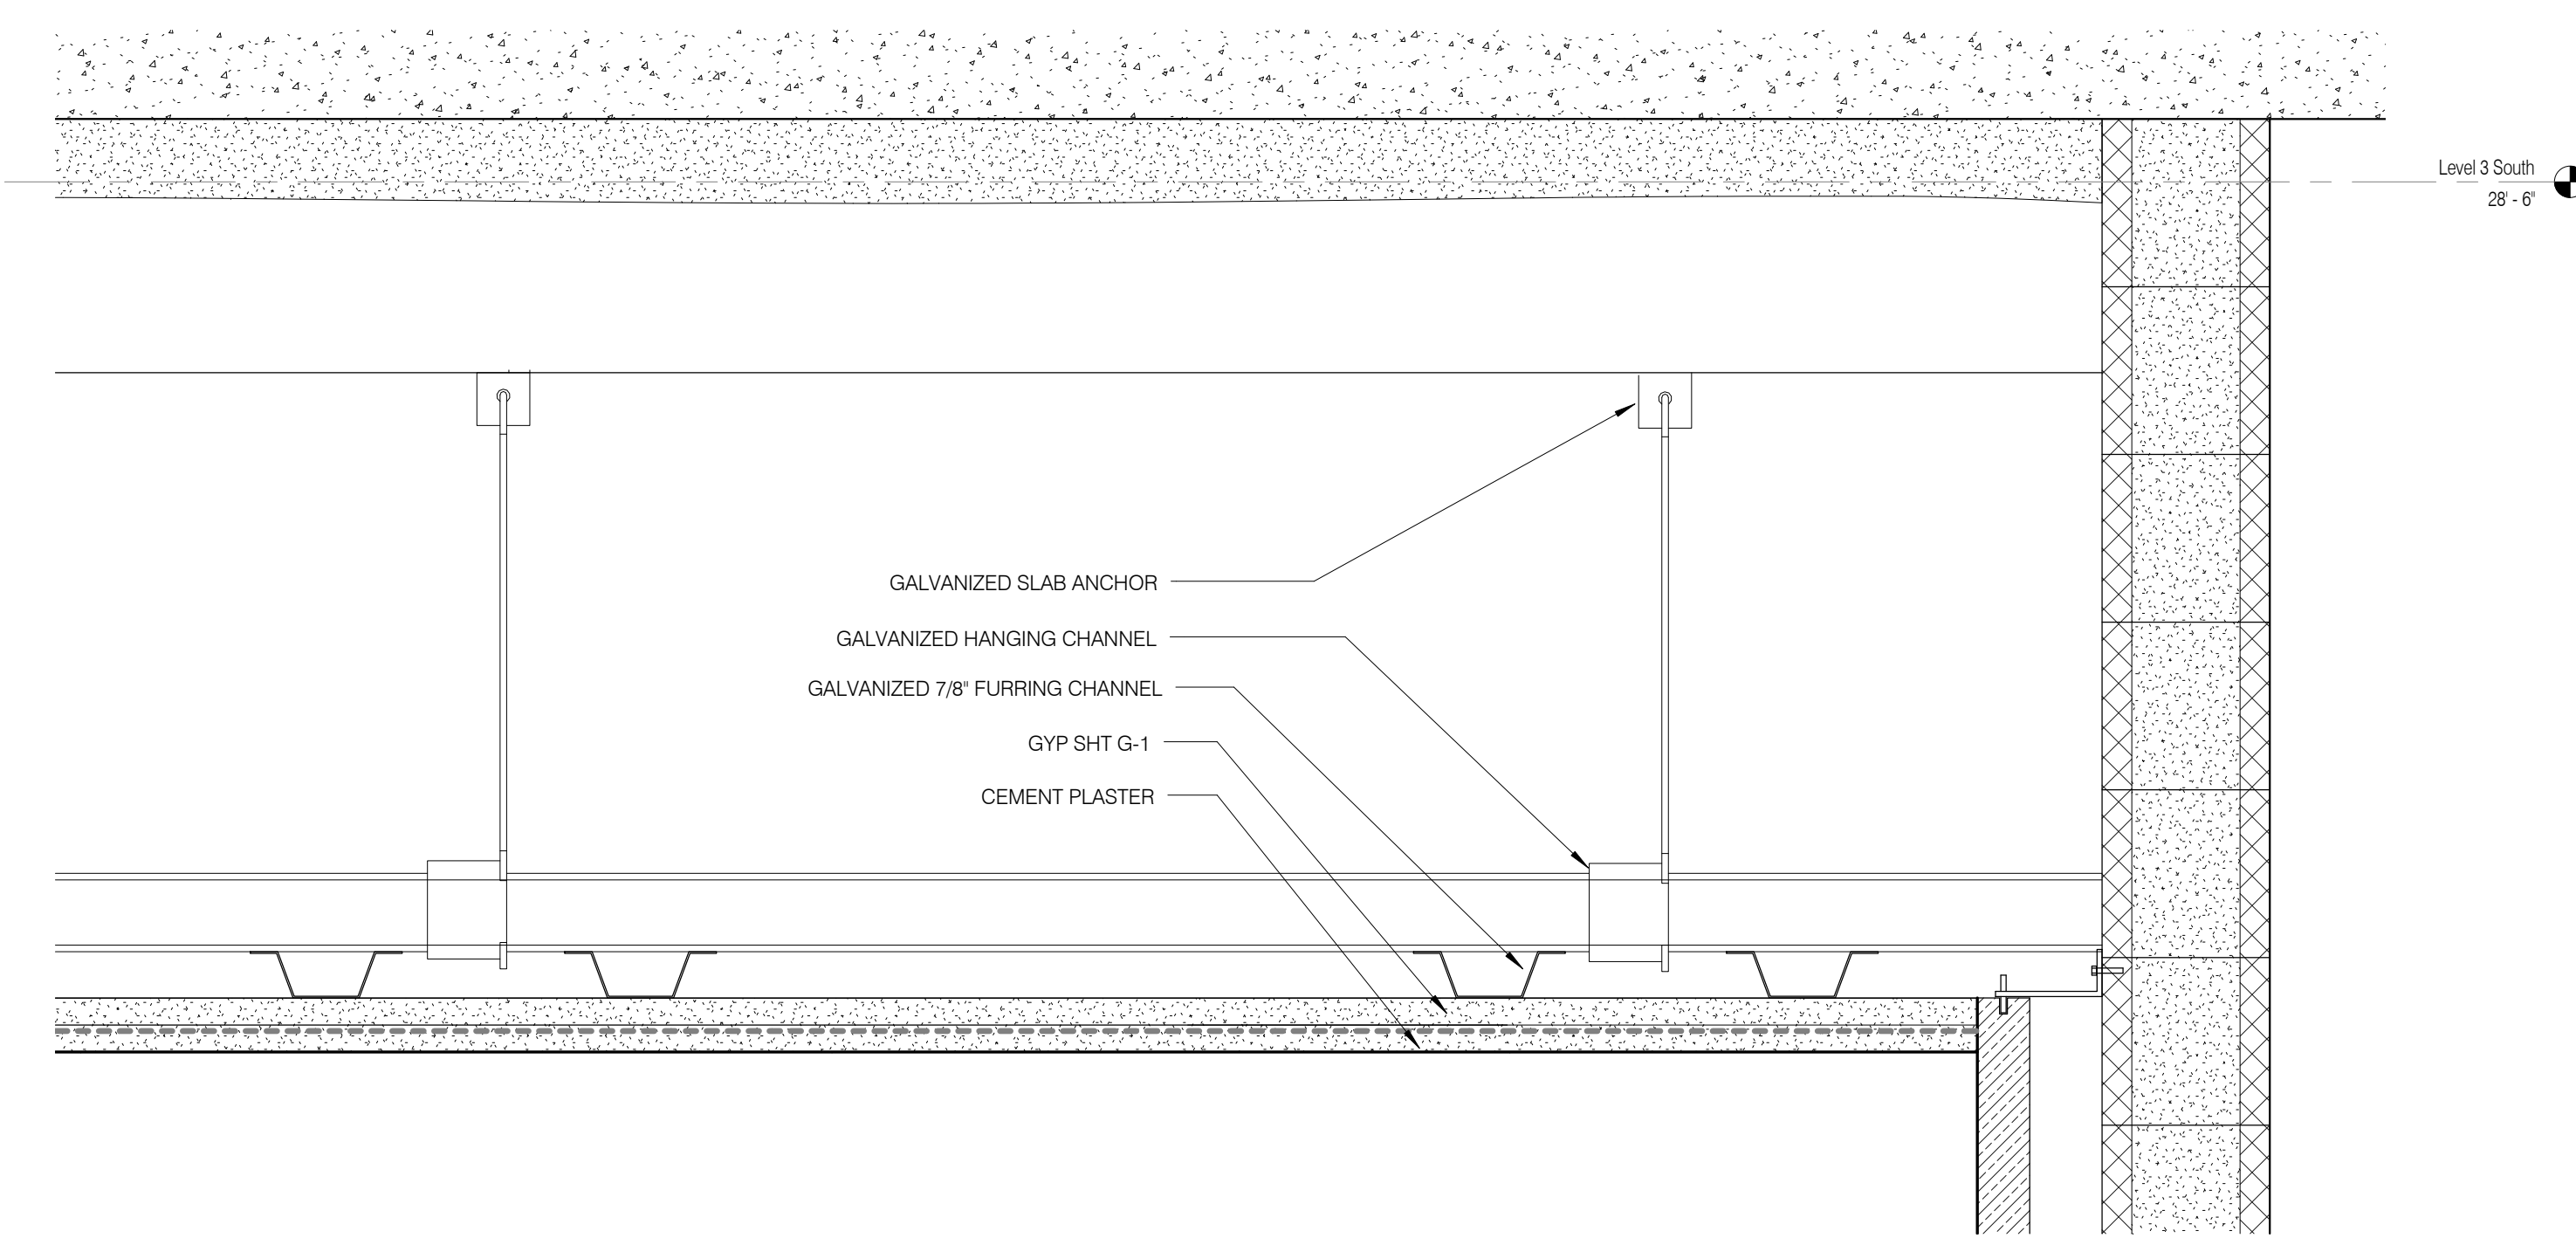 Level 3 South
28' - 6"
GALVANIZED SLAB ANCHOR
GALVANIZED HANGING CHANNEL
GALVANIZED 7/8" FURRING CHANNEL
GYP SHT G-1
CEMENT PLASTER